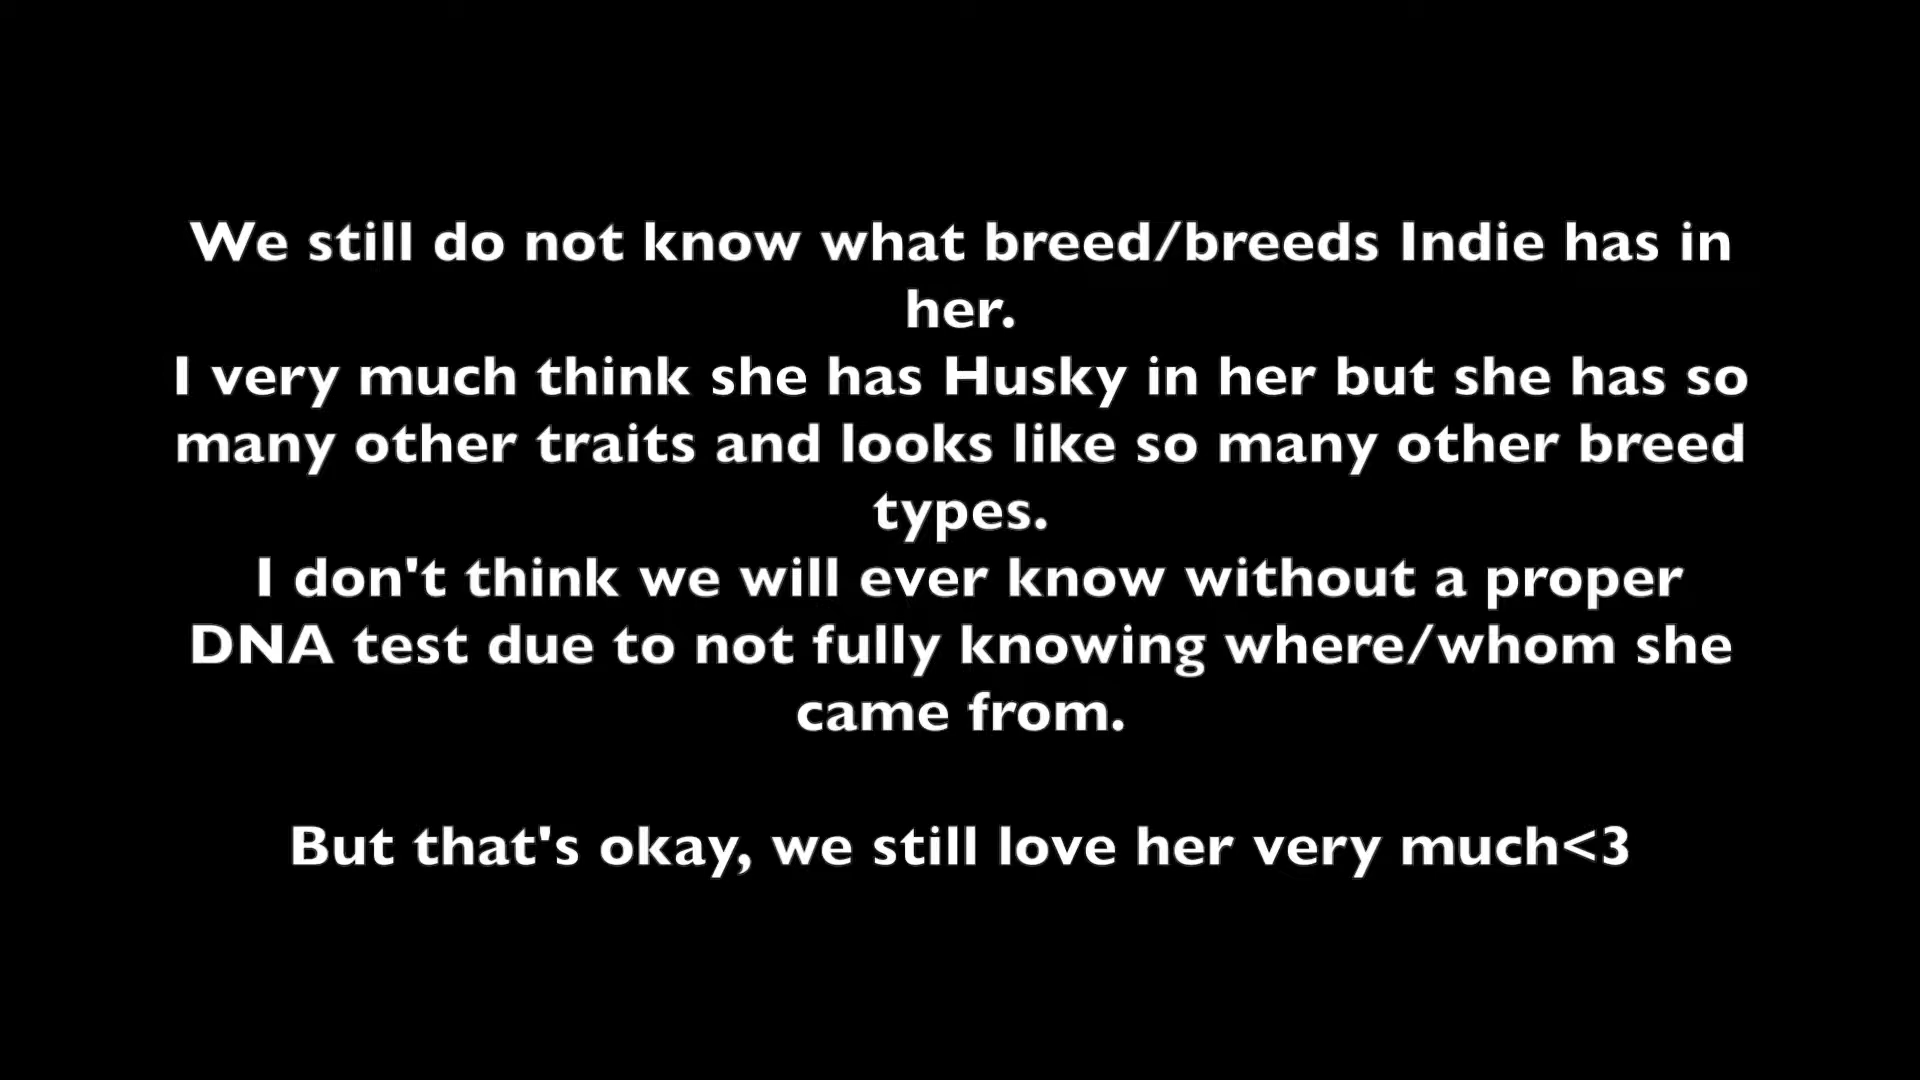 We still do not know what breed/breeds Indie has in
her.
I very much think she has Husky in her but she has so
many other traits and looks like so many other breed
types.
I don't think we will ever know without a proper
DNA test due to not fully knowing where/whom she
came from.
But that's okay, we still love her very much<3